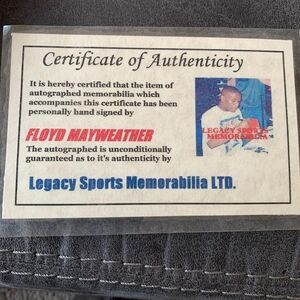 Certificate of Authenticity
It is hereby certified that the item of
autographed memorabilia which
accompanies this certificate has been
personally hand signed by
FLOYD MAYWEATHER
The autographed is unconditionally
guaranteed as to it's authenticity by
Legacy Sports Memorabilia LTD.
LEGACY SPORTS
MEMORABILIA